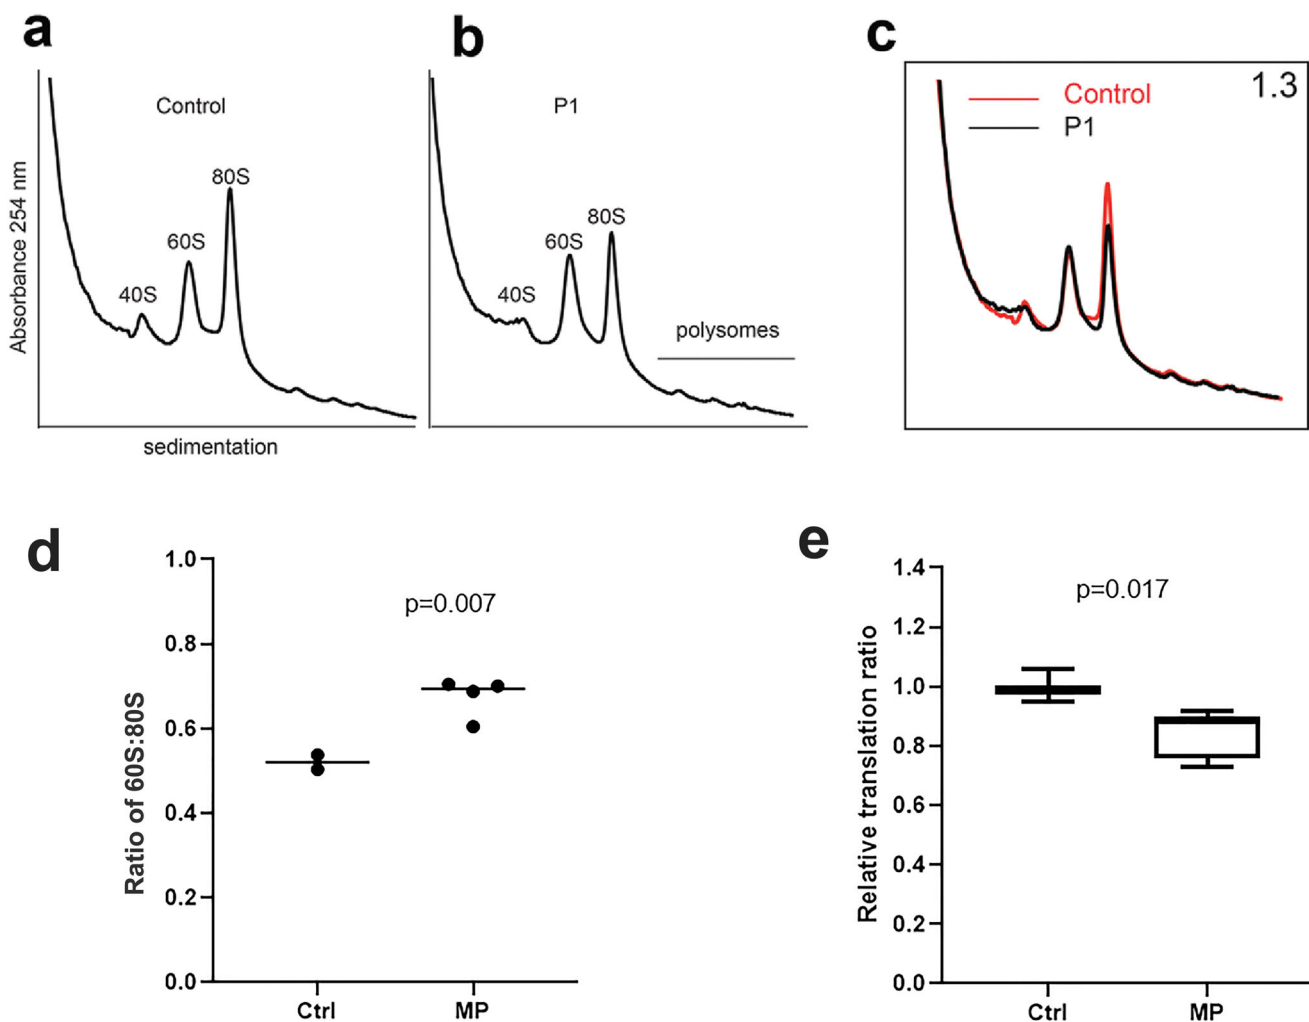 a
Control
Absorbance 254 nm
40S
60S
80S
sedimentation
b
P1
40S
60S
80S
polysomes
c
Control
P1
1.3
d
Ratio of 60S:80S
1.0
0.8
0.6
0.4
0.2
0.0
p=0.007
Ctrl
MP
e
Relative translation ratio
1.4
1.2
1.0
0.8
0.6
0.4
0.2
0.0
p=0.017
Ctrl
MP